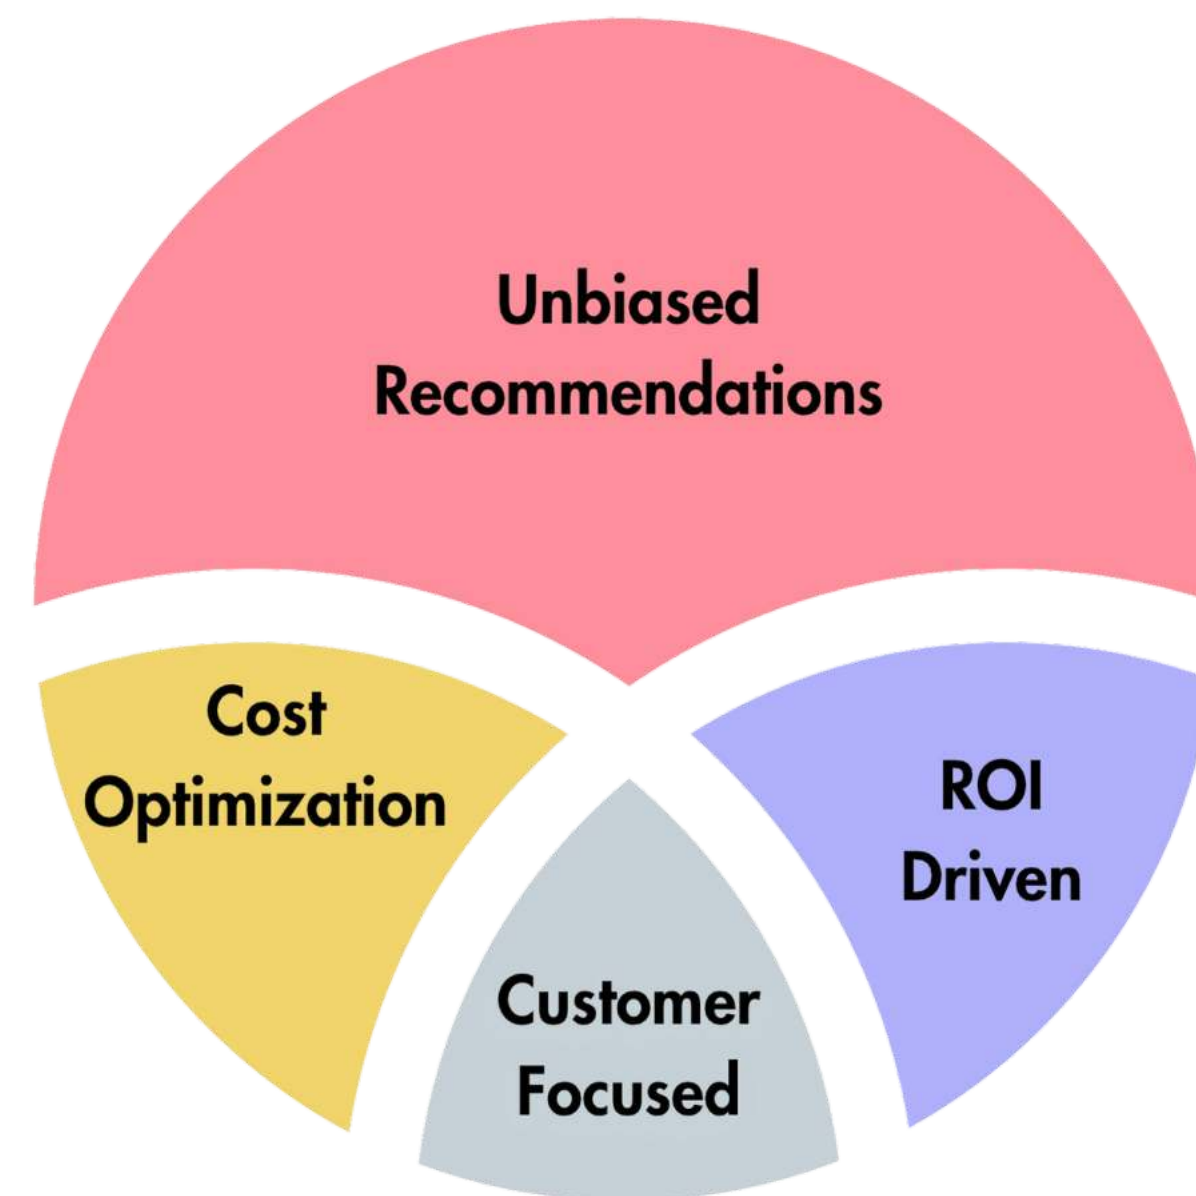 Unbiased
Recommendations
Cost
Optimization
ROI
Driven
Customer
Focused